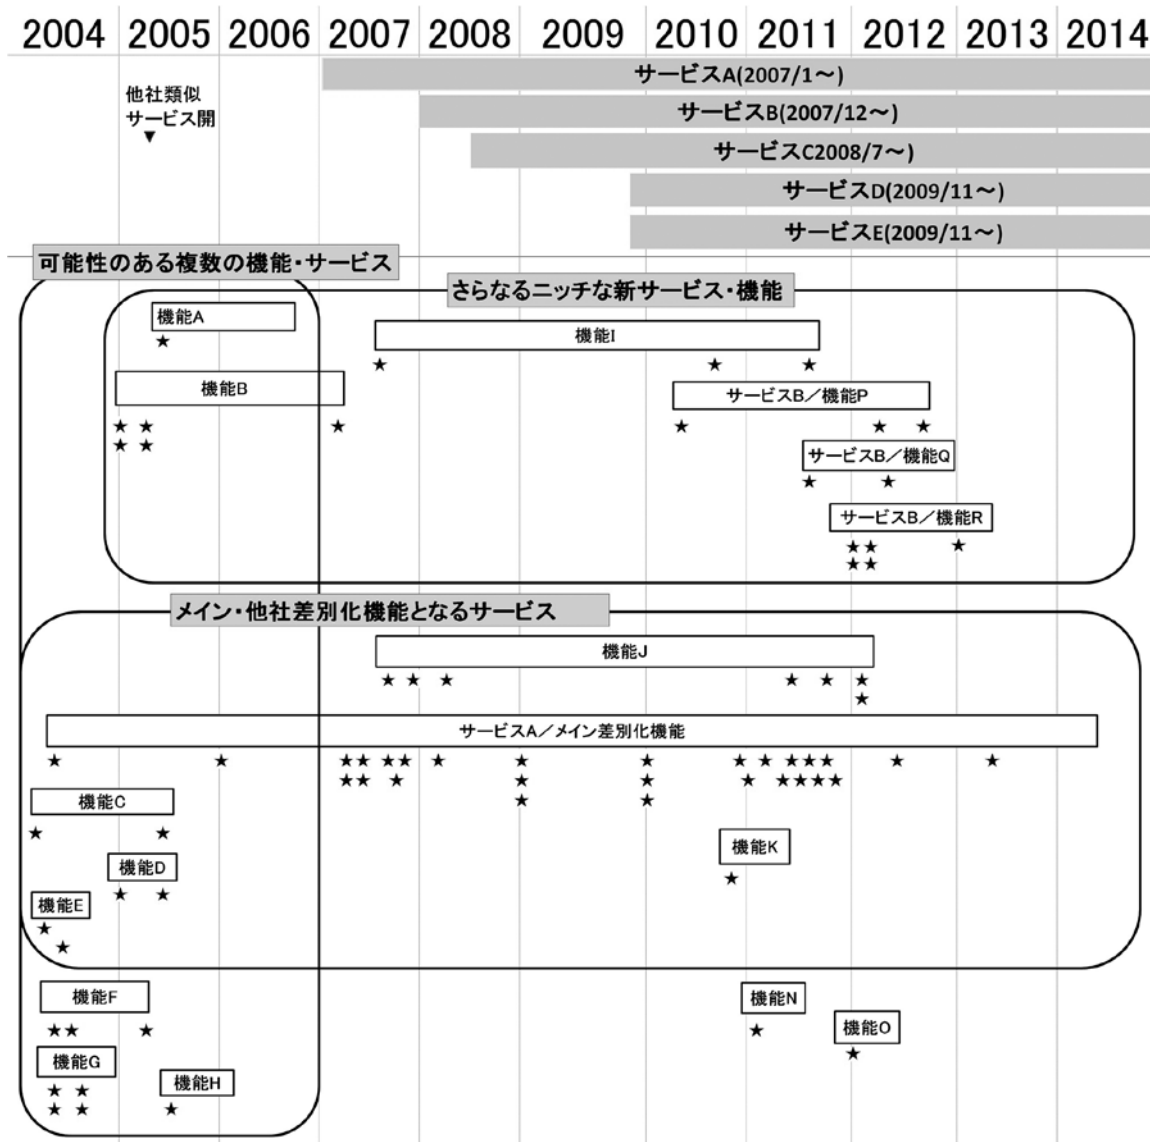 2004 2005 2006 2007 2008 2009 2010 2011 2012 2013 2014
サービスA(2007/1～)
他社類似
サービス開
▼
サービスB(2007/12～)
サービスC2008/7～)
サービスD(2009/11～)
サービスE(2009/11～)
可能性のある複数の機能・サービス
さらなるニッチな新サービス・機能
機能A
機能I
機能B
サービスB／機能P
サービスB／機能Q
サービスB／機能R
メイン・他社差別化機能となるサービス
機能J
サービスA／メイン差別化機能
機能C
機能K
機能D
機能E
機能F
機能N
機能O
機能G
機能H